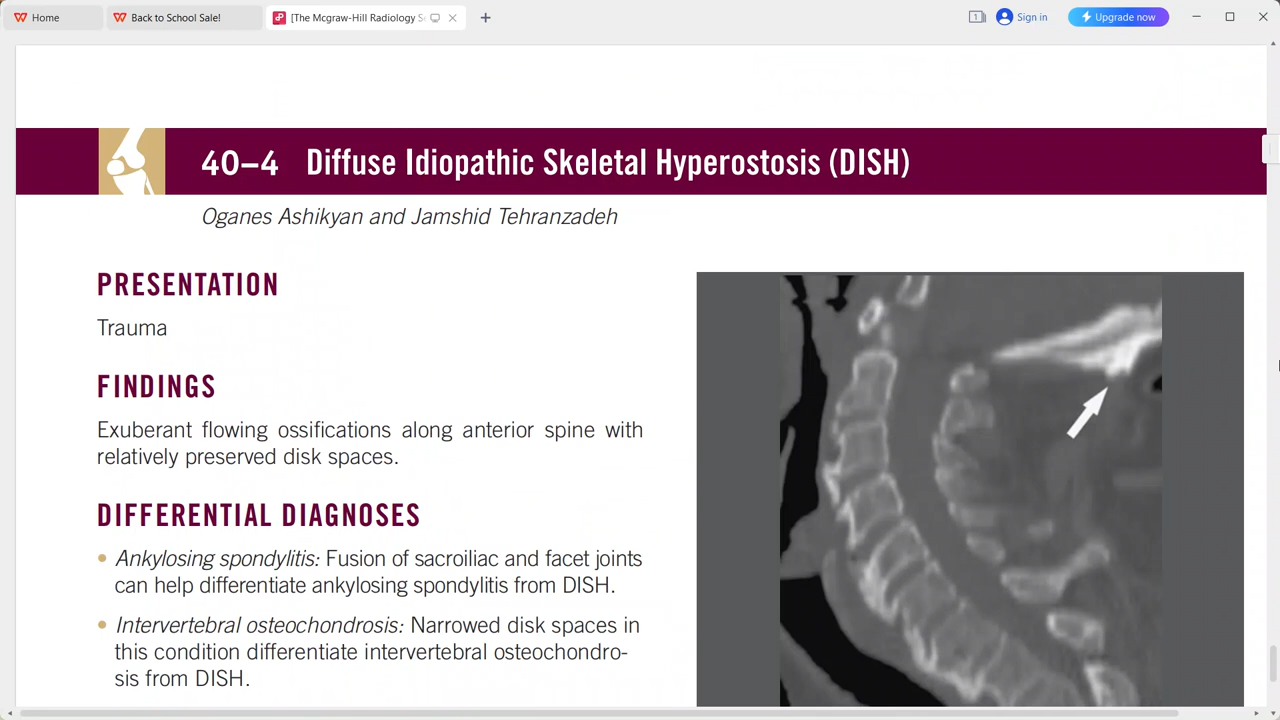 Home
Back to School Sale!
[The Mcgraw-Hill Radiology S
1
Sign in
Upgrade now
40–4 Diffuse Idiopathic Skeletal Hyperostosis (DISH)
Oganes Ashikyan and Jamshid Tehranzadeh
PRESENTATION
Trauma
FINDINGS
Exuberant flowing ossifications along anterior spine with
relatively preserved disk spaces.
DIFFERENTIAL DIAGNOSES
• Ankylosing spondylitis: Fusion of sacroiliac and facet joints
can help differentiate ankylosing spondylitis from DISH.
• Intervertebral osteochondrosis: Narrowed disk spaces in
this condition differentiate intervertebral osteochondro-
sis from DISH.